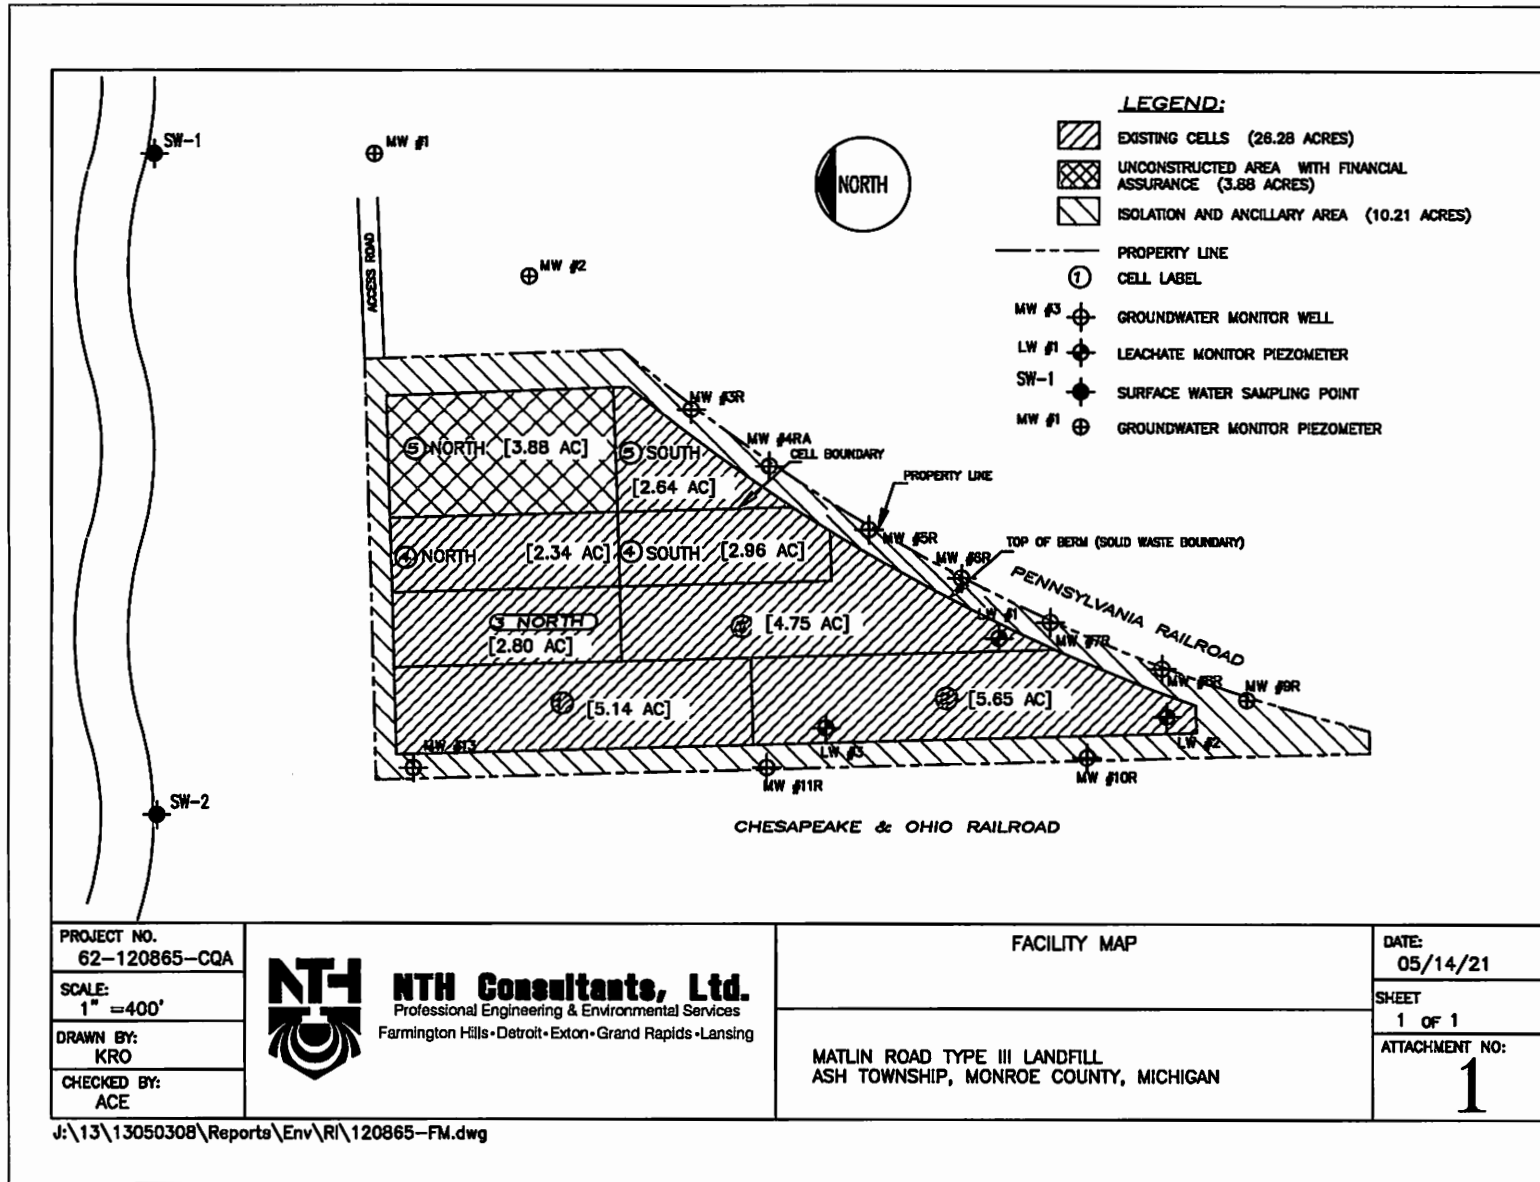 SW-1
MW #1
MW #2
ACCESS ROAD
NORTH
LEGEND:
EXISTING CELLS (26.28 ACRES)
UNCONSTRUCTED AREA WITH FINANCIAL
ASSURANCE (3.88 ACRES)
ISOLATION AND ANCILLARY AREA (10.21 ACRES)
PROPERTY LINE
1 CELL LABEL
MW #3 GROUNDWATER MONITOR WELL
LW #1 LEACHATE MONITOR PIEZOMETER
SW-1 SURFACE WATER SAMPLING POINT
MW #1 GROUNDWATER MONITOR PIEZOMETER
MW #3R
MW #4RA
CELL BOUNDARY
5 NORTH [3.88 AC]
5 SOUTH
[2.64 AC]
PROPERTY LINE
MW #5R
TOP OF BERM (SOLID WASTE BOUNDARY)
MW #6R
4 NORTH [2.34 AC]
4 SOUTH [2.96 AC]
PENNSYLVANIA RAILROAD
3 NORTH
[2.80 AC]
[4.75 AC]
LW #1
MW #7R
MW #8R
MW #9R
1 [5.14 AC]
[5.65 AC]
MW #13
LW #3
LW #2
MW #11R
MW #10R
SW-2
CHESAPEAKE & OHIO RAILROAD
PROJECT NO.
62-120865-CQA
SCALE:
1" =400'
DRAWN BY:
KRO
CHECKED BY:
ACE
NTH
NTH Consultants, Ltd.
Professional Engineering & Environmental Services
Farmington Hills•Detroit•Exton•Grand Rapids•Lansing
FACILITY MAP
MATLIN ROAD TYPE III LANDFILL
ASH TOWNSHIP, MONROE COUNTY, MICHIGAN
DATE:
05/14/21
SHEET
1 OF 1
ATTACHMENT NO:
1
J:\13\13050308\Reports\Env\RI\120865-FM.dwg